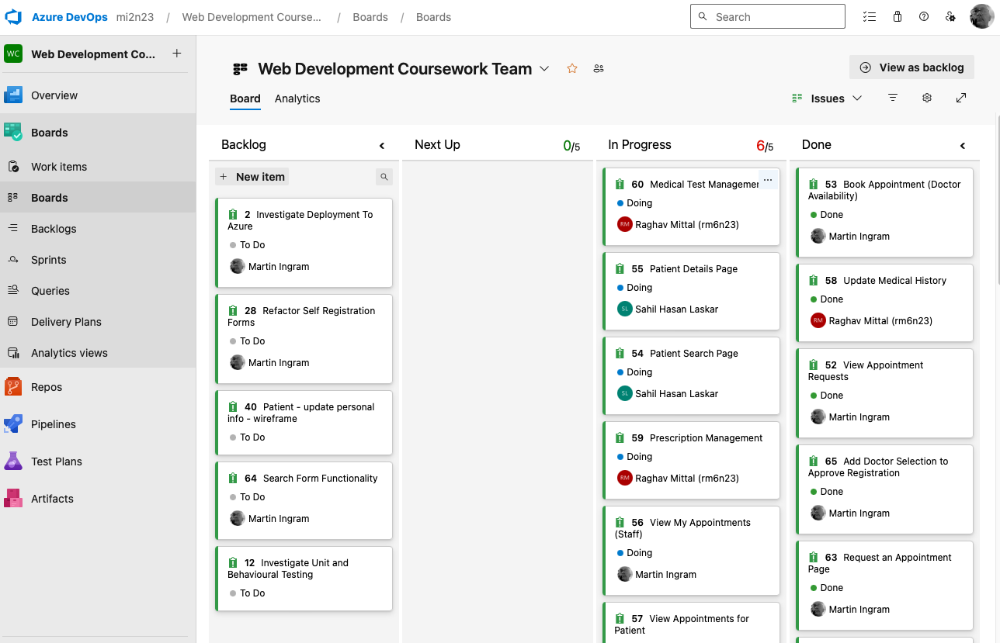 Azure DevOps mi2n23 / Web Development Course... / Boards / Boards
Search
WC Web Development Co...
Overview
Boards
Work items
Boards
Backlogs
Sprints
Queries
Delivery Plans
Analytics views
Repos
Pipelines
Test Plans
Artifacts
Web Development Coursework Team
View as backlog
Board Analytics
Issues
Backlog
New item
2 Investigate Deployment To
Azure
To Do
Martin Ingram
28 Refactor Self Registration
Forms
To Do
Martin Ingram
40 Patient - update personal
info - wireframe
To Do
64 Search Form Functionality
To Do
Martin Ingram
12 Investigate Unit and
Behavioural Testing
To Do
Next Up 0/5
In Progress 6/5
60 Medical Test Managemen
Doing
RM Raghav Mittal (rm6n23)
55 Patient Details Page
Doing
SL Sahil Hasan Laskar
54 Patient Search Page
Doing
SL Sahil Hasan Laskar
59 Prescription Management
Doing
RM Raghav Mittal (rm6n23)
56 View My Appointments
(Staff)
Doing
Martin Ingram
57 View Appointments for
Patient
Done
53 Book Appointment (Doctor
Availability)
Done
Martin Ingram
58 Update Medical History
Done
RM Raghav Mittal (rm6n23)
52 View Appointment
Requests
Done
Martin Ingram
65 Add Doctor Selection to
Approve Registration
Done
Martin Ingram
63 Request an Appointment
Page
Done
Martin Ingram